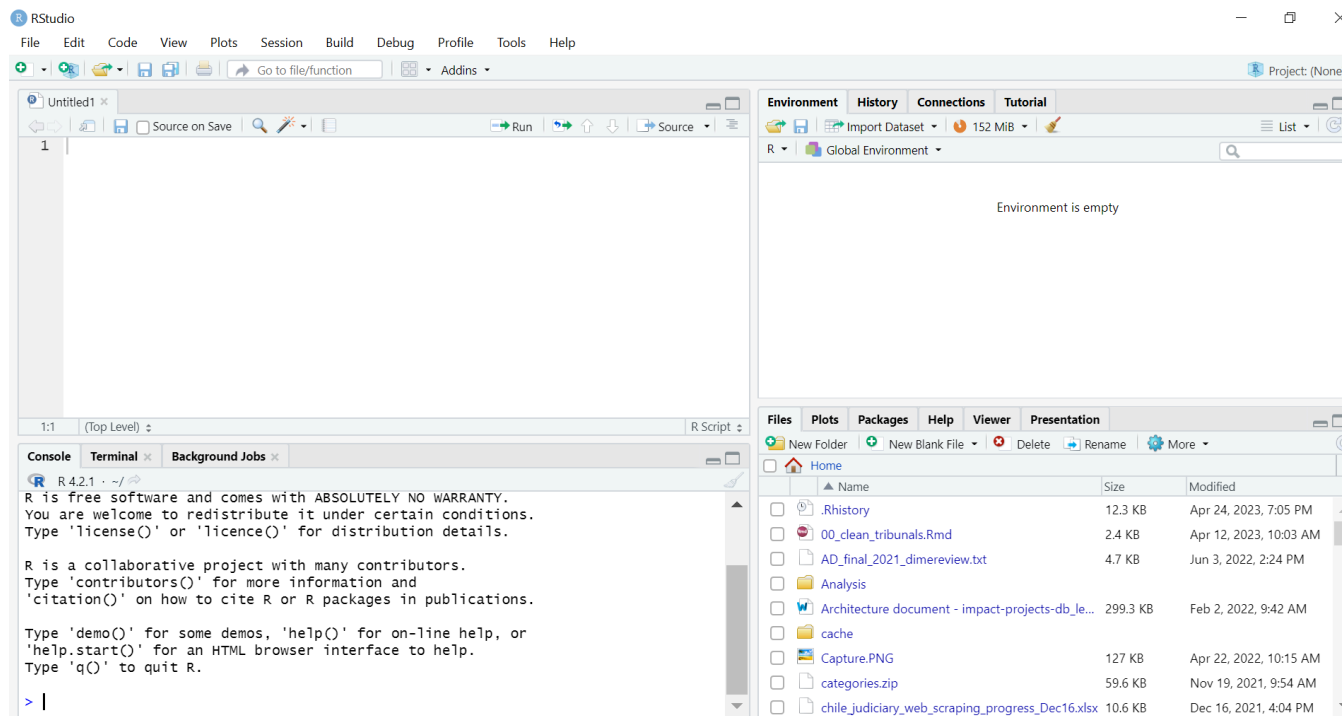 RStudio
File Edit Code View Plots Session Build Debug Profile Tools Help
Go to file/function Addins Project: (None
Untitled1
Source on Save Run Source
1
1:1 (Top Level) R Script
Console Terminal Background Jobs
R 4.2.1 · ~/
R is free software and comes with ABSOLUTELY NO WARRANTY.
You are welcome to redistribute it under certain conditions.
Type 'license()' or 'licence()' for distribution details.
R is a collaborative project with many contributors.
Type 'contributors()' for more information and
'citation()' on how to cite R or R packages in publications.
Type 'demo()' for some demos, 'help()' for on-line help, or
'help.start()' for an HTML browser interface to help.
Type 'q()' to quit R.
>
Environment History Connections Tutorial
Import Dataset 152 MiB List
R Global Environment
Environment is empty
Files Plots Packages Help Viewer Presentation
New Folder New Blank File Delete Rename More
Home
Name Size Modified
.Rhistory 12.3 KB Apr 24, 2023, 7:05 PM
00_clean_tribunals.Rmd 2.4 KB Apr 12, 2023, 10:03 AM
AD_final_2021_dimereview.txt 4.7 KB Jun 3, 2022, 2:24 PM
Analysis
Architecture document - impact-projects-db_le... 299.3 KB Feb 2, 2022, 9:42 AM
cache
Capture.PNG 127 KB Apr 22, 2022, 10:15 AM
categories.zip 59.6 KB Nov 19, 2021, 9:54 AM
chile_judiciary_web_scraping_progress_Dec16.xlsx 10.6 KB Dec 16, 2021, 4:04 PM